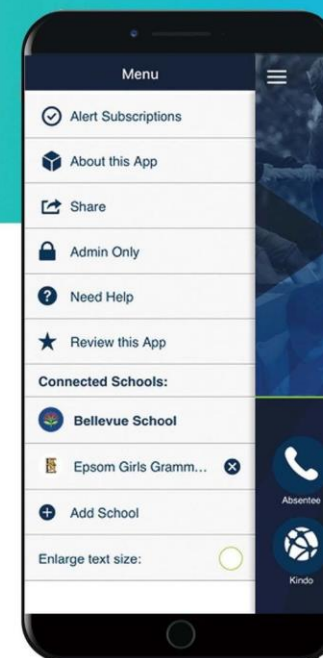 Menu
Alert Subscriptions
About this App
Share
Admin Only
Need Help
Review this App
Connected Schools:
Bellevue School
Epsom Girls Gramm...
Add School
Enlarge text size:
Absentee
Kindo